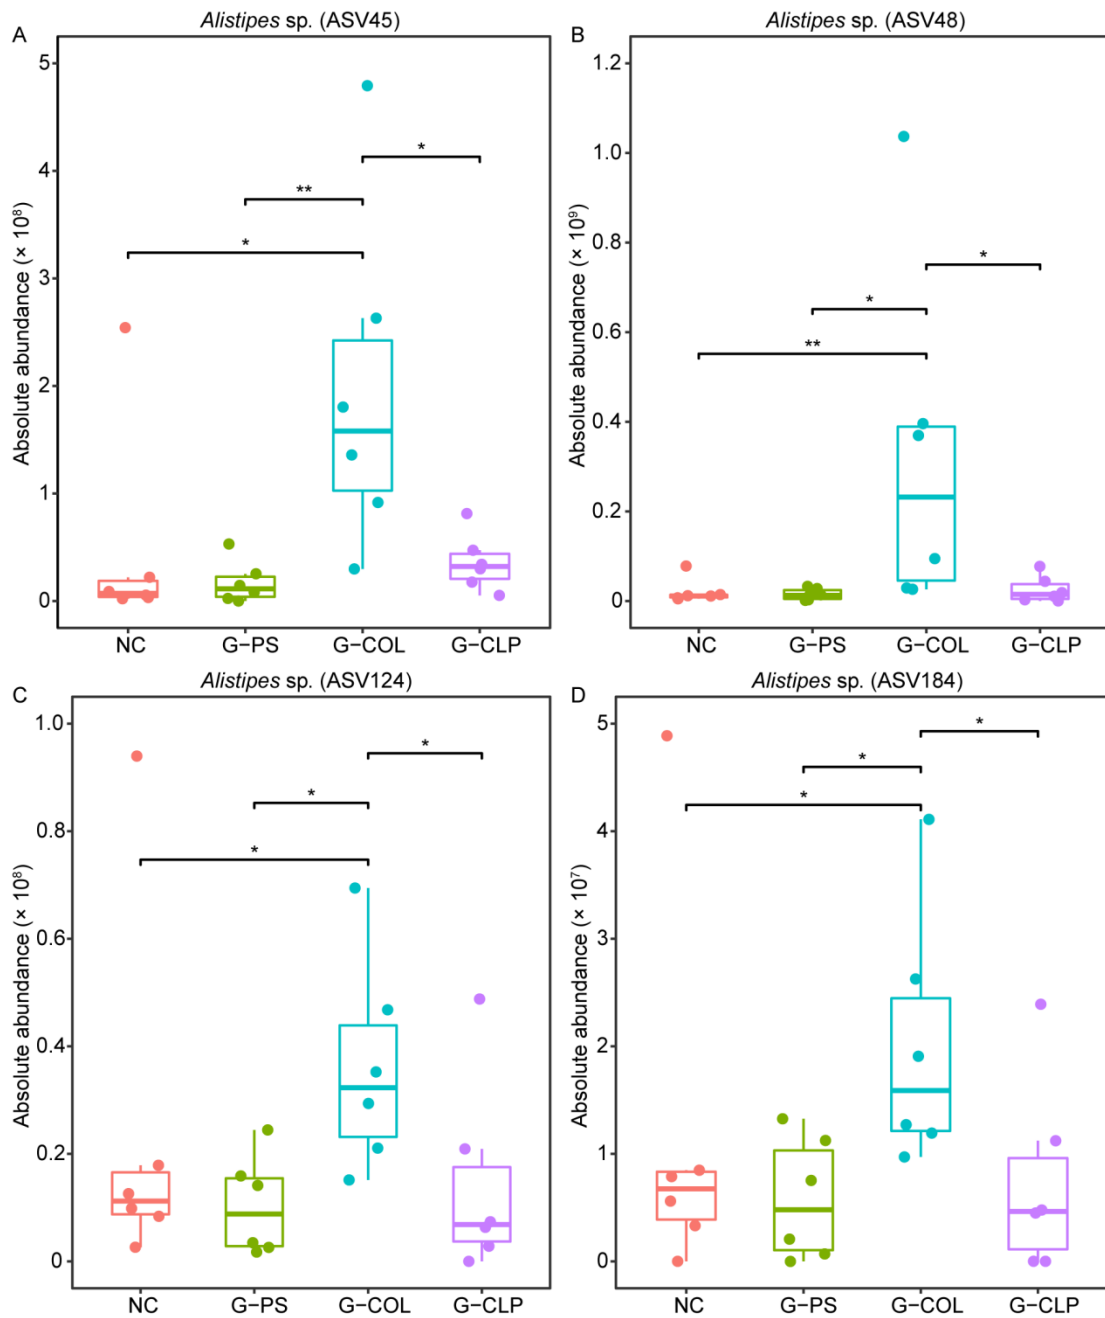 A
Alistipes sp. (ASV45)
Absolute abundance (× 10⁸)
5
4
3
2
1
0
**
*
*
NC
G−PS
G−COL
G−CLP
B
Alistipes sp. (ASV48)
Absolute abundance (× 10⁹)
1.2
1.0
0.8
0.6
0.4
0.2
0
*
*
**
NC
G−PS
G−COL
G−CLP
C
Alistipes sp. (ASV124)
Absolute abundance (× 10⁸)
1.0
0.8
0.6
0.4
0.2
0
*
*
*
NC
G−PS
G−COL
G−CLP
D
Alistipes sp. (ASV184)
Absolute abundance (× 10⁷)
5
4
3
2
1
0
*
*
*
NC
G−PS
G−COL
G−CLP